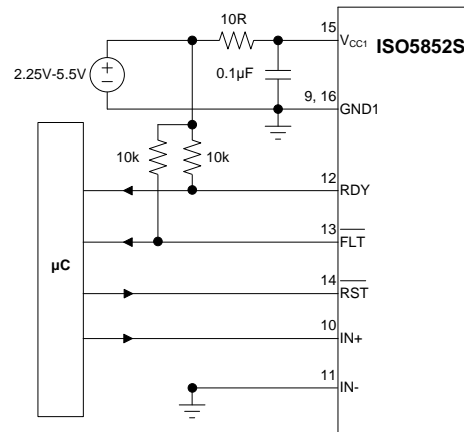 10R
15
VCC1
ISO5852S
2.25V-5.5V
0.1µF
9, 16
GND1
10k
10k
12
RDY
13
FLT
µC
14
RST
10
IN+
11
IN-